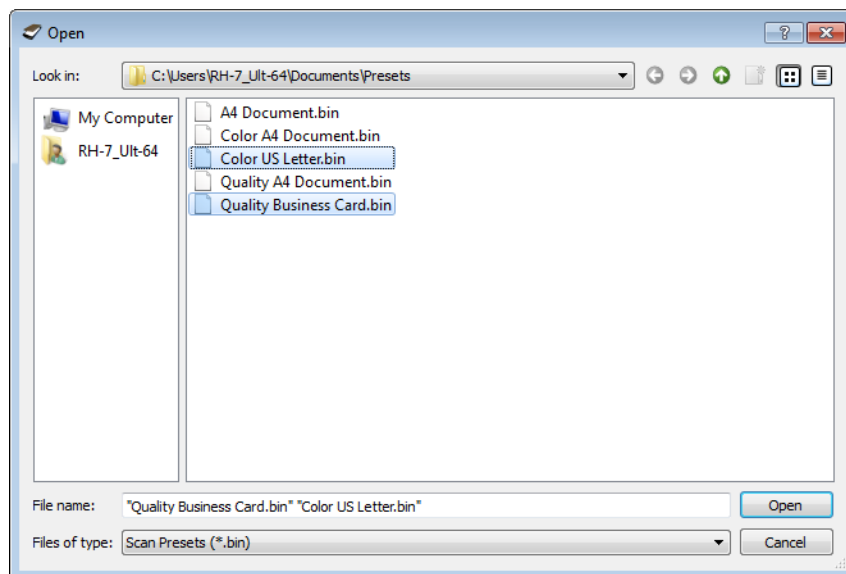 Open
?
Look in: C:\Users\RH-7_Ult-64\Documents\Presets
My Computer
RH-7_Ult-64
A4 Document.bin
Color A4 Document.bin
Color US Letter.bin
Quality A4 Document.bin
Quality Business Card.bin
File name: "Quality Business Card.bin" "Color US Letter.bin" Open
Files of type: Scan Presets (*.bin) Cancel